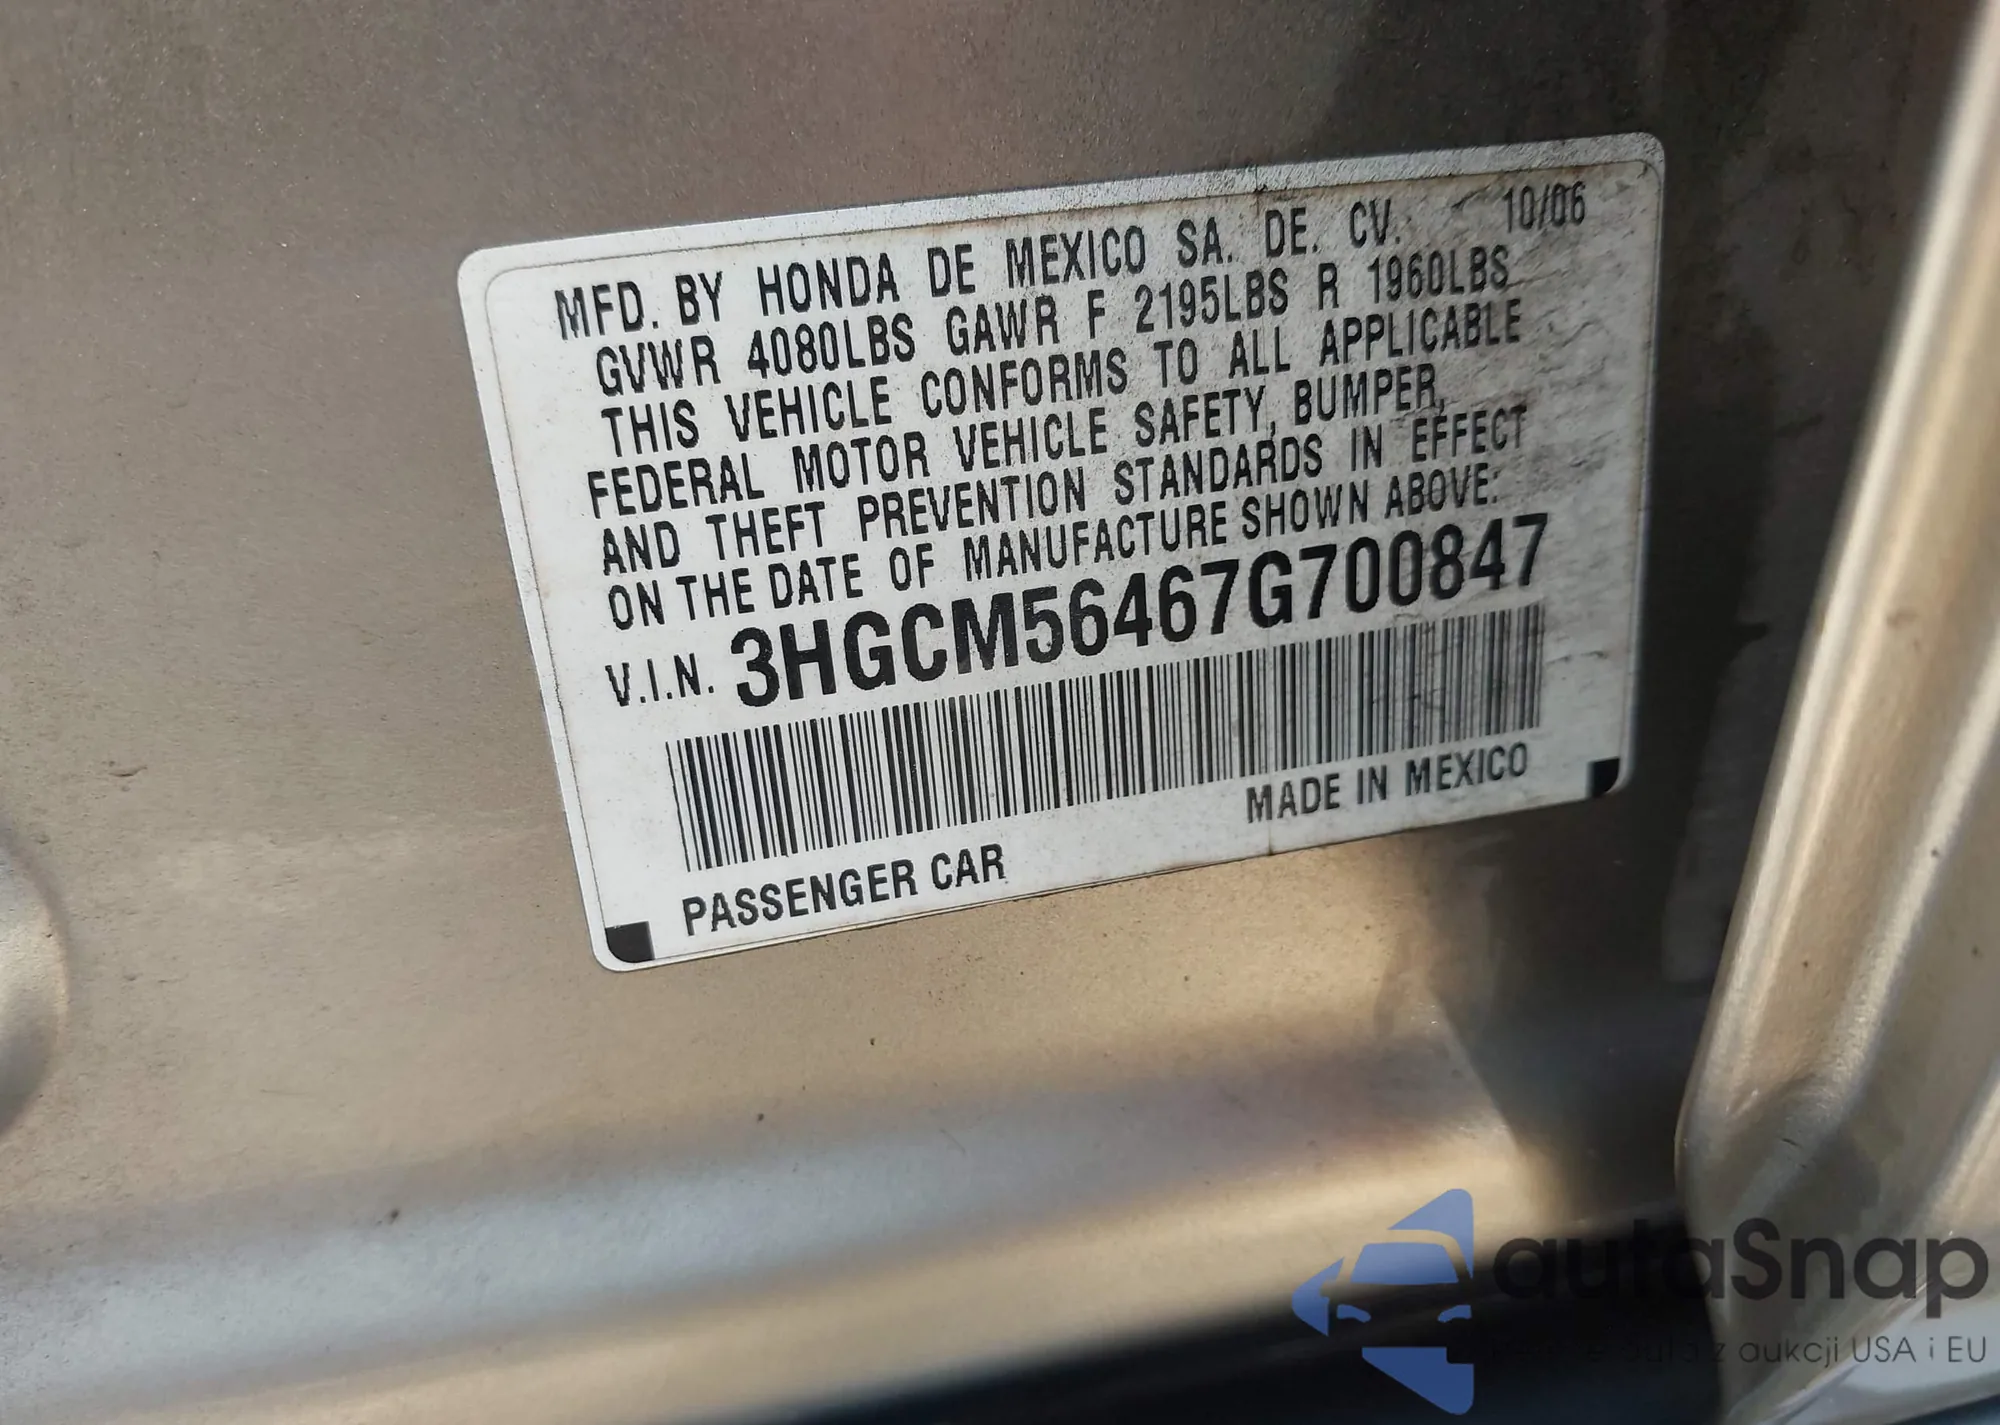 MFD. BY HONDA DE MEXICO SA. DE. CV. 10/06
GVWR 4080LBS GAWR F 2195LBS R 1960LBS
THIS VEHICLE CONFORMS TO ALL APPLICABLE
FEDERAL MOTOR VEHICLE SAFETY, BUMPER,
AND THEFT PREVENTION STANDARDS IN EFFECT
ON THE DATE OF MANUFACTURE SHOWN ABOVE:
V.I.N. 3HGCM56467G700847
MADE IN MEXICO
PASSENGER CAR
autaSnap
auta z aukcji USA i EU